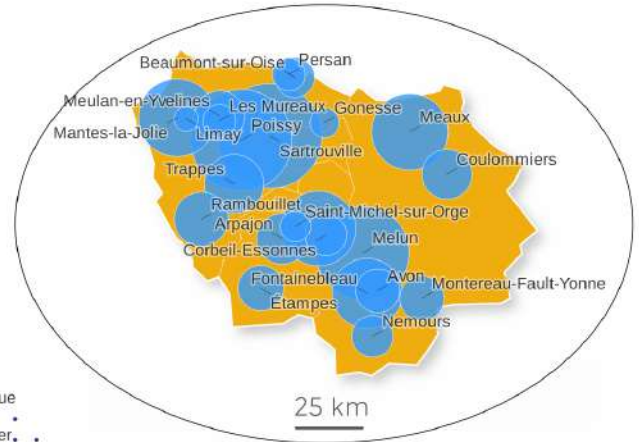 Beaumont-sur-Oise
Persan
Meulan-en-Yvelines
Les Mureaux
Gonesse
Meaux
Mantes-la-Jolie
Limay
Poissy
Sartrouville
Coulommiers
Trappes
Rambouillet
Saint-Michel-sur-Orge
Arpajon
Melun
Corbeil-Essonnes
Fontainebleau
Avon
Montereau-Fault-Yonne
Étampes
Nemours
25 km